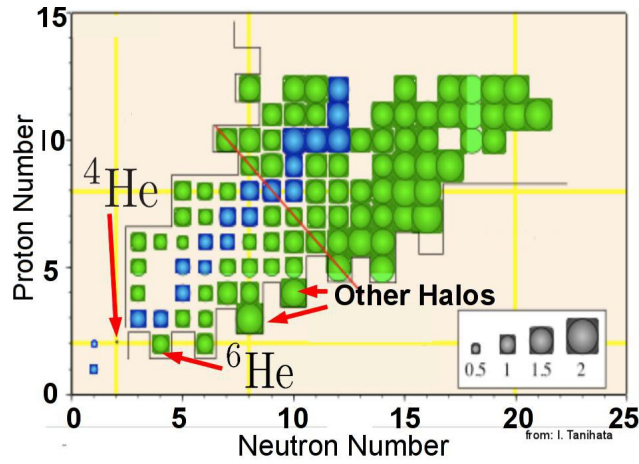 15
10
5
0
Proton Number
⁴He
⁶He
Other Halos
0.5 1 1.5 2
0 5 10 15 20 25
Neutron Number
from: I. Tanihata